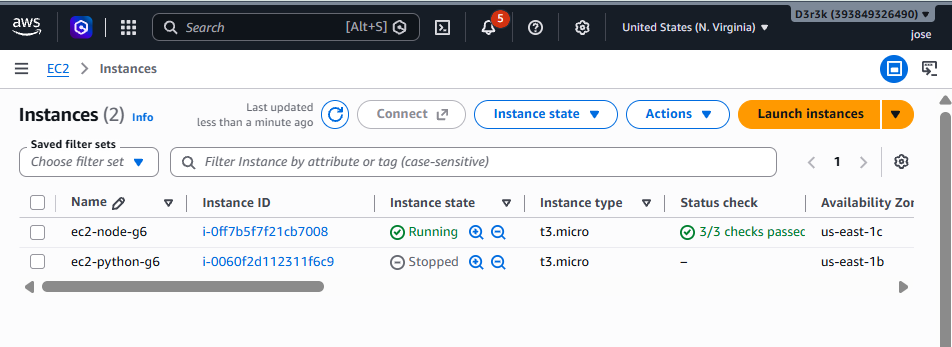 aws
Search [Alt+S]
5
United States (N. Virginia)
D3r3k (393849326490)
jose
EC2 > Instances
Instances (2) Info
Last updated
less than a minute ago
Connect
Instance state
Actions
Launch instances
Saved filter sets
Choose filter set
Filter Instance by attribute or tag (case-sensitive)
1
Name Instance ID Instance state Instance type Status check Availability Zon
ec2-node-g6 i-0ff7b5f7f21cb7008 Running t3.micro 3/3 checks passed us-east-1c
ec2-python-g6 i-0060f2d112311f6c9 Stopped t3.micro – us-east-1b